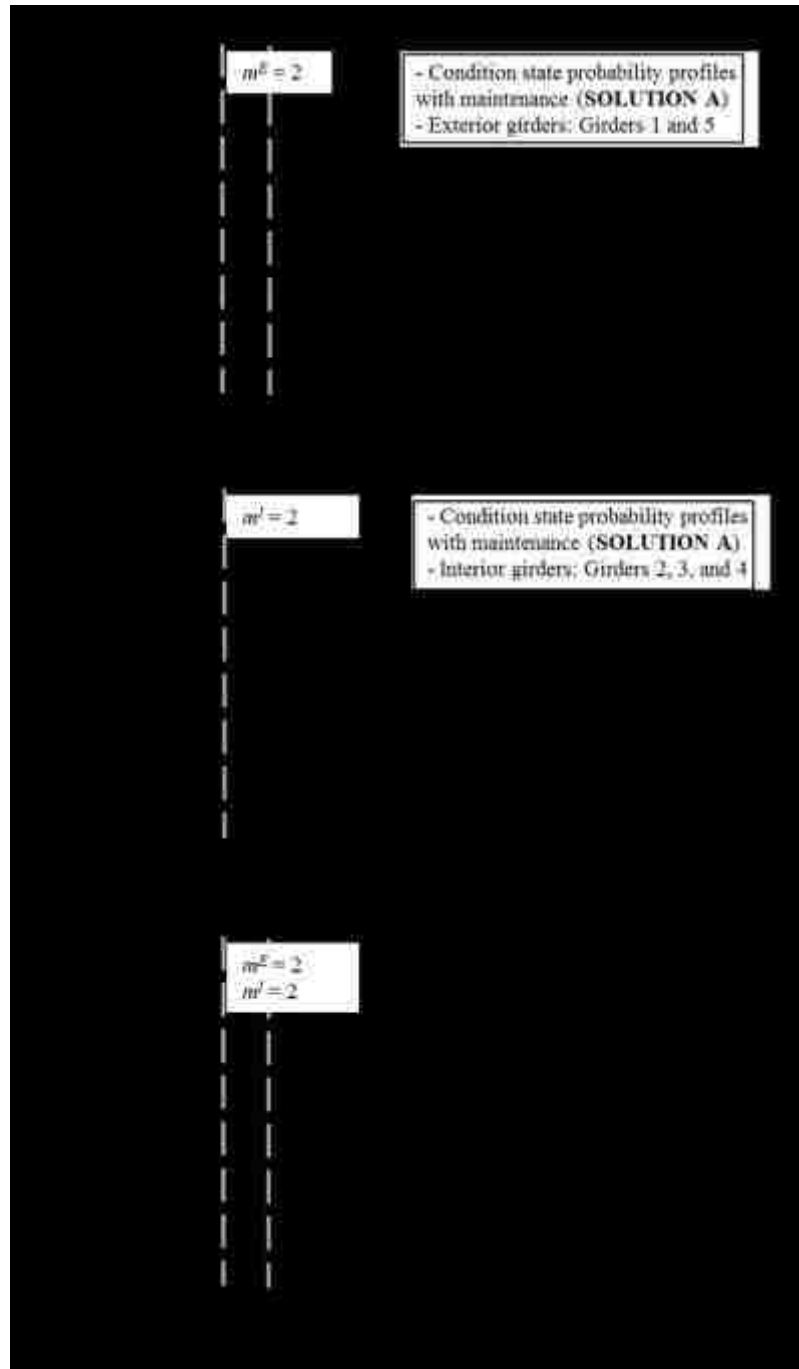 m^E = 2
- Condition state probability profiles
with maintenance (SOLUTION A)
- Exterior girders: Girders 1 and 5
m^I = 2
- Condition state probability profiles
with maintenance (SOLUTION A)
- Interior girders: Girders 2, 3, and 4
m^E = 2
m^I = 2